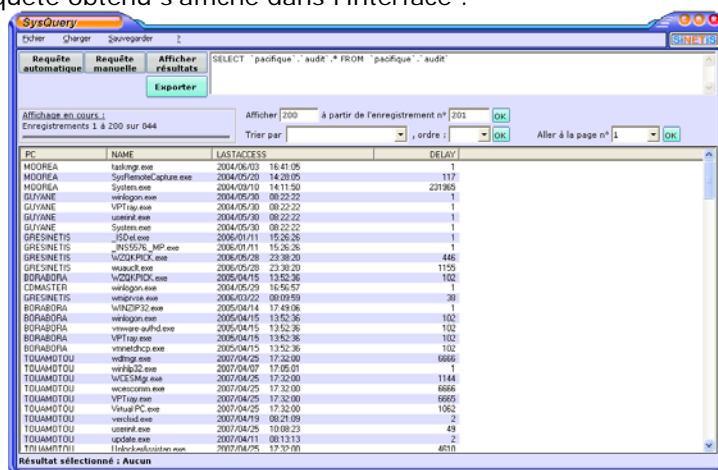 quête obtenu s'affiche dans l'interface :
SysQuery
Fichier Charger Sauvegarder ?
SINETIS
Requête automatique Requête manuelle Afficher résultats
SELECT `pacifique`.`audit`.* FROM `pacifique`.`audit`
Exporter
Affichage en cours :
Enregistrements 1 à 200 sur 844
Afficher 200 à partir de l'enregistrement n° 201 OK
Trier par , ordre : OK Aller à la page n° 1 OK
PC NAME LASTACCESS DELAY
MOOREA taskmgr.exe 2004/06/03 16:41:05 1
MOOREA SysRemoteCapture.exe 2004/05/20 14:28:05 117
MOOREA System.exe 2004/09/10 14:11:50 231965
GUYANE winlogon.exe 2004/05/30 08:22:22 1
GUYANE VPTray.exe 2004/05/30 08:22:22 1
GUYANE userinit.exe 2004/05/30 08:22:22 1
GUYANE System.exe 2004/05/30 08:22:22 1
GRESINETIS _ISDel.exe 2006/01/11 15:26:26 1
GRESINETIS _INS5576._MP.exe 2006/01/11 15:26:26 1
GRESINETIS WZQKPICK.exe 2006/05/28 23:38:20 446
GRESINETIS wuauclt.exe 2006/05/28 23:38:20 1155
BORABORA WZQKPICK.exe 2005/04/15 13:52:36 102
CDMASTER winlogon.exe 2004/05/29 16:56:57 1
GRESINETIS wmiprvse.exe 2006/03/22 08:09:59 38
BORABORA WINZIP32.exe 2005/04/14 17:49:06 1
BORABORA winlogon.exe 2005/04/15 13:52:36 102
BORABORA vmware-authd.exe 2005/04/15 13:52:36 102
BORABORA VPTray.exe 2005/04/15 13:52:36 102
BORABORA vmnetdhcp.exe 2005/04/15 13:52:36 102
TOUAMOTOU wdfmgr.exe 2007/04/25 17:32:00 6666
TOUAMOTOU winhlp32.exe 2007/04/07 17:05:01 1
TOUAMOTOU WCESMgr.exe 2007/04/25 17:32:00 1144
TOUAMOTOU wcescomm.exe 2007/04/25 17:32:00 6666
TOUAMOTOU VPTray.exe 2007/04/25 17:32:00 6665
TOUAMOTOU Virtual PC.exe 2007/04/25 17:32:00 1062
TOUAMOTOU verclsid.exe 2007/04/19 08:21:09 2
TOUAMOTOU userinit.exe 2007/04/25 10:08:23 49
TOUAMOTOU update.exe 2007/04/11 08:13:13 2
TOUAMOTOU UnlockerAssistan.exe 2007/04/25 17:32:00 4610
Résultat sélectionné : Aucun